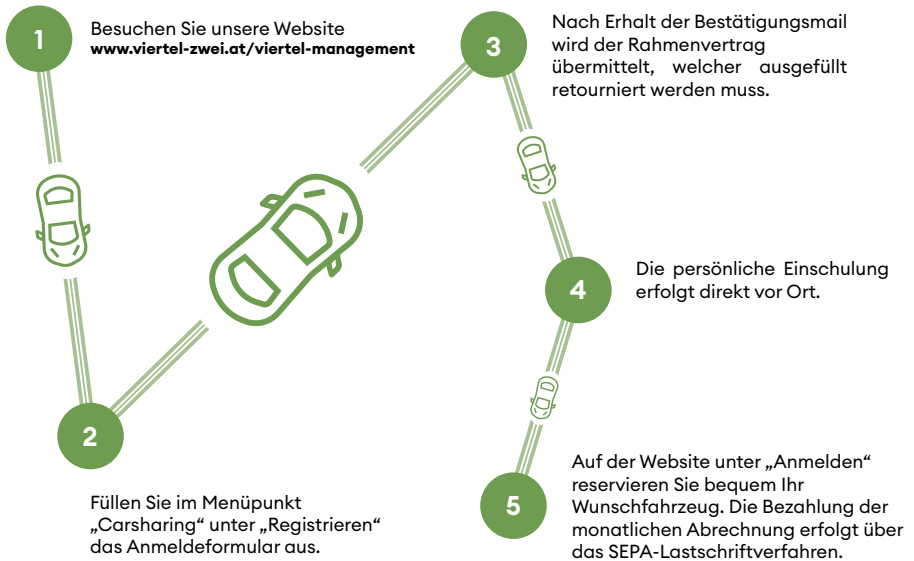 1
Besuchen Sie unsere Website
www.viertel-zwei.at/viertel-management
2
Füllen Sie im Menüpunkt
„Carsharing“ unter „Registrieren“
das Anmeldeformular aus.
3
Nach Erhalt der Bestätigungsmail
wird der Rahmenvertrag
übermittelt, welcher ausgefüllt
retourniert werden muss.
4
Die persönliche Einschulung
erfolgt direkt vor Ort.
5
Auf der Website unter „Anmelden“
reservieren Sie bequem Ihr
Wunschfahrzeug. Die Bezahlung der
monatlichen Abrechnung erfolgt über
das SEPA-Lastschriftverfahren.